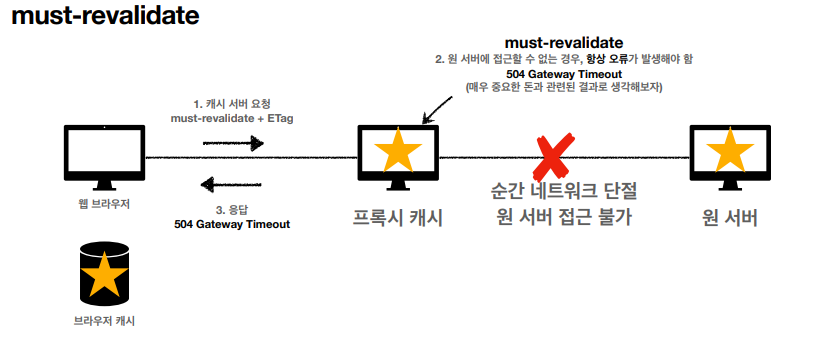 must-revalidate
must-revalidate
2. 원 서버에 접근할 수 없는 경우, 항상 오류가 발생해야 함
504 Gateway Timeout
(매우 중요한 돈과 관련된 결과로 생각해보자)
1. 캐시 서버 요청
must-revalidate + ETag
3. 응답
504 Gateway Timeout
웹 브라우저
프록시 캐시
순간 네트워크 단절
원 서버 접근 불가
원 서버
브라우저 캐시